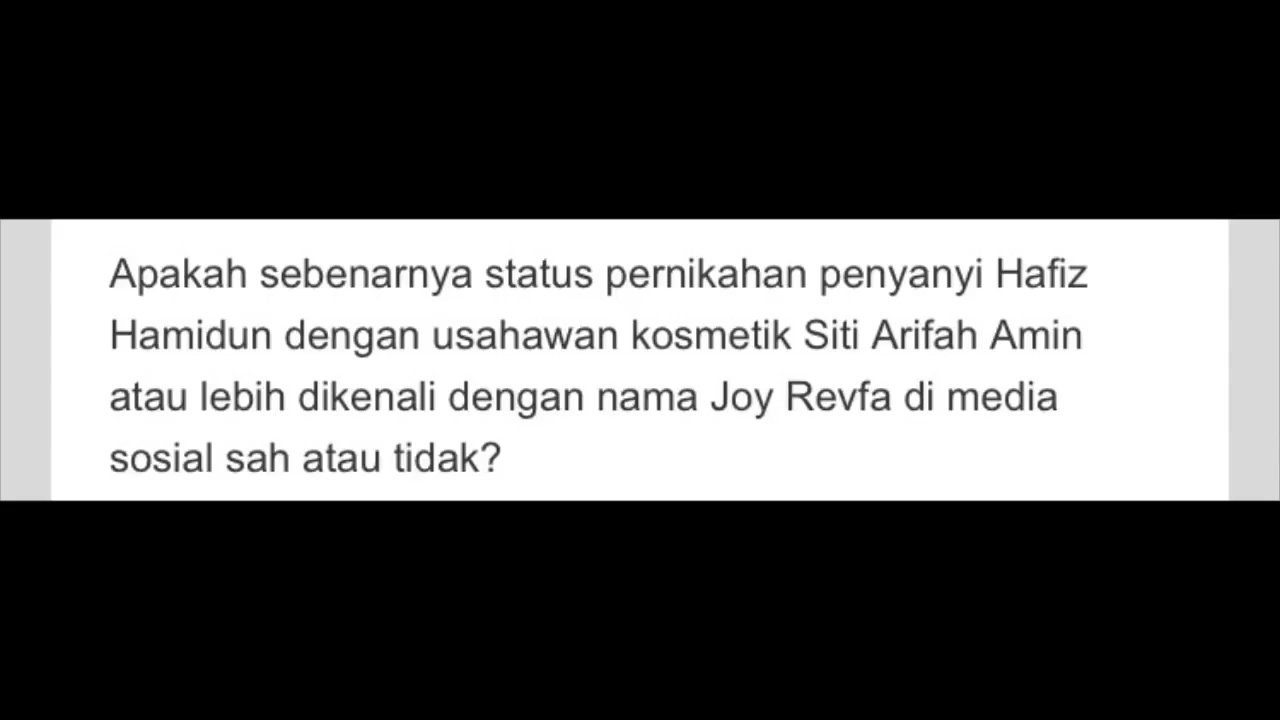 Apakah sebenarnya status pernikahan penyanyi Hafiz
Hamidun dengan usahawan kosmetik Siti Arifah Amin
atau lebih dikenali dengan nama Joy Revfa di media
sosial sah atau tidak?